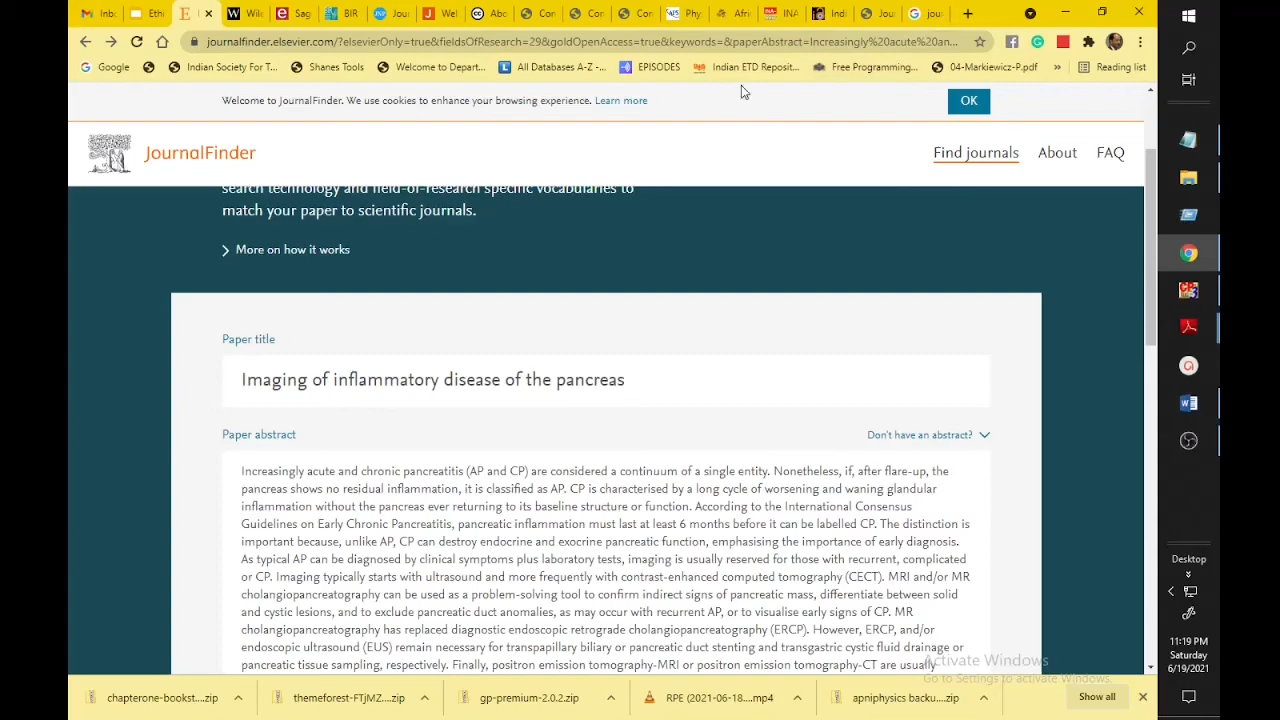 Inbo
Ethi
Wile
Sag
BIR
Jou
Wel
Abo
Con
Con
Con
Phy
Afri
INA
Indi
Jou
jour
journalfinder.elsevier.com/?elsevierOnly=true&fieldsOfResearch=29&goldOpenAccess=true&keywords=&paperAbstract=Increasingly%20acute%20an...
Google
Indian Society For T...
Shanes Tools
Welcome to Depart...
All Databases A-Z -...
EPISODES
Indian ETD Reposit...
Free Programming...
04-Markiewicz-P.pdf
»
Reading list
Welcome to JournalFinder. We use cookies to enhance your browsing experience. Learn more
OK
JournalFinder
Find journals
About
FAQ
search technology and field-of-research specific vocabularies to
match your paper to scientific journals.
More on how it works
Paper title
Imaging of inflammatory disease of the pancreas
Paper abstract
Don't have an abstract?
Increasingly acute and chronic pancreatitis (AP and CP) are considered a continuum of a single entity. Nonetheless, if, after flare-up, the
pancreas shows no residual inflammation, it is classified as AP. CP is characterised by a long cycle of worsening and waning glandular
inflammation without the pancreas ever returning to its baseline structure or function. According to the International Consensus
Guidelines on Early Chronic Pancreatitis, pancreatic inflammation must last at least 6 months before it can be labelled CP. The distinction is
important because, unlike AP, CP can destroy endocrine and exocrine pancreatic function, emphasising the importance of early diagnosis.
As typical AP can be diagnosed by clinical symptoms plus laboratory tests, imaging is usually reserved for those with recurrent, complicated
or CP. Imaging typically starts with ultrasound and more frequently with contrast-enhanced computed tomography (CECT). MRI and/or MR
cholangiopancreatography can be used as a problem-solving tool to confirm indirect signs of pancreatic mass, differentiate between solid
and cystic lesions, and to exclude pancreatic duct anomalies, as may occur with recurrent AP, or to visualise early signs of CP. MR
cholangiopancreatography has replaced diagnostic endoscopic retrograde cholangiopancreatography (ERCP). However, ERCP, and/or
endoscopic ultrasound (EUS) remain necessary for transpapillary biliary or pancreatic duct stenting and transgastric cystic fluid drainage or
pancreatic tissue sampling, respectively. Finally, positron emission tomography-MRI or positron emission tomography-CT are usually
Activate Windows
Go to Settings to activate Windows.
chapterone-bookst....zip
themeforest-FTJMZ....zip
gp-premium-2.0.2.zip
RPE (2021-06-18....mp4
apniphysics backu....zip
Show all
Desktop
11:19 PM
Saturday
6/19/2021